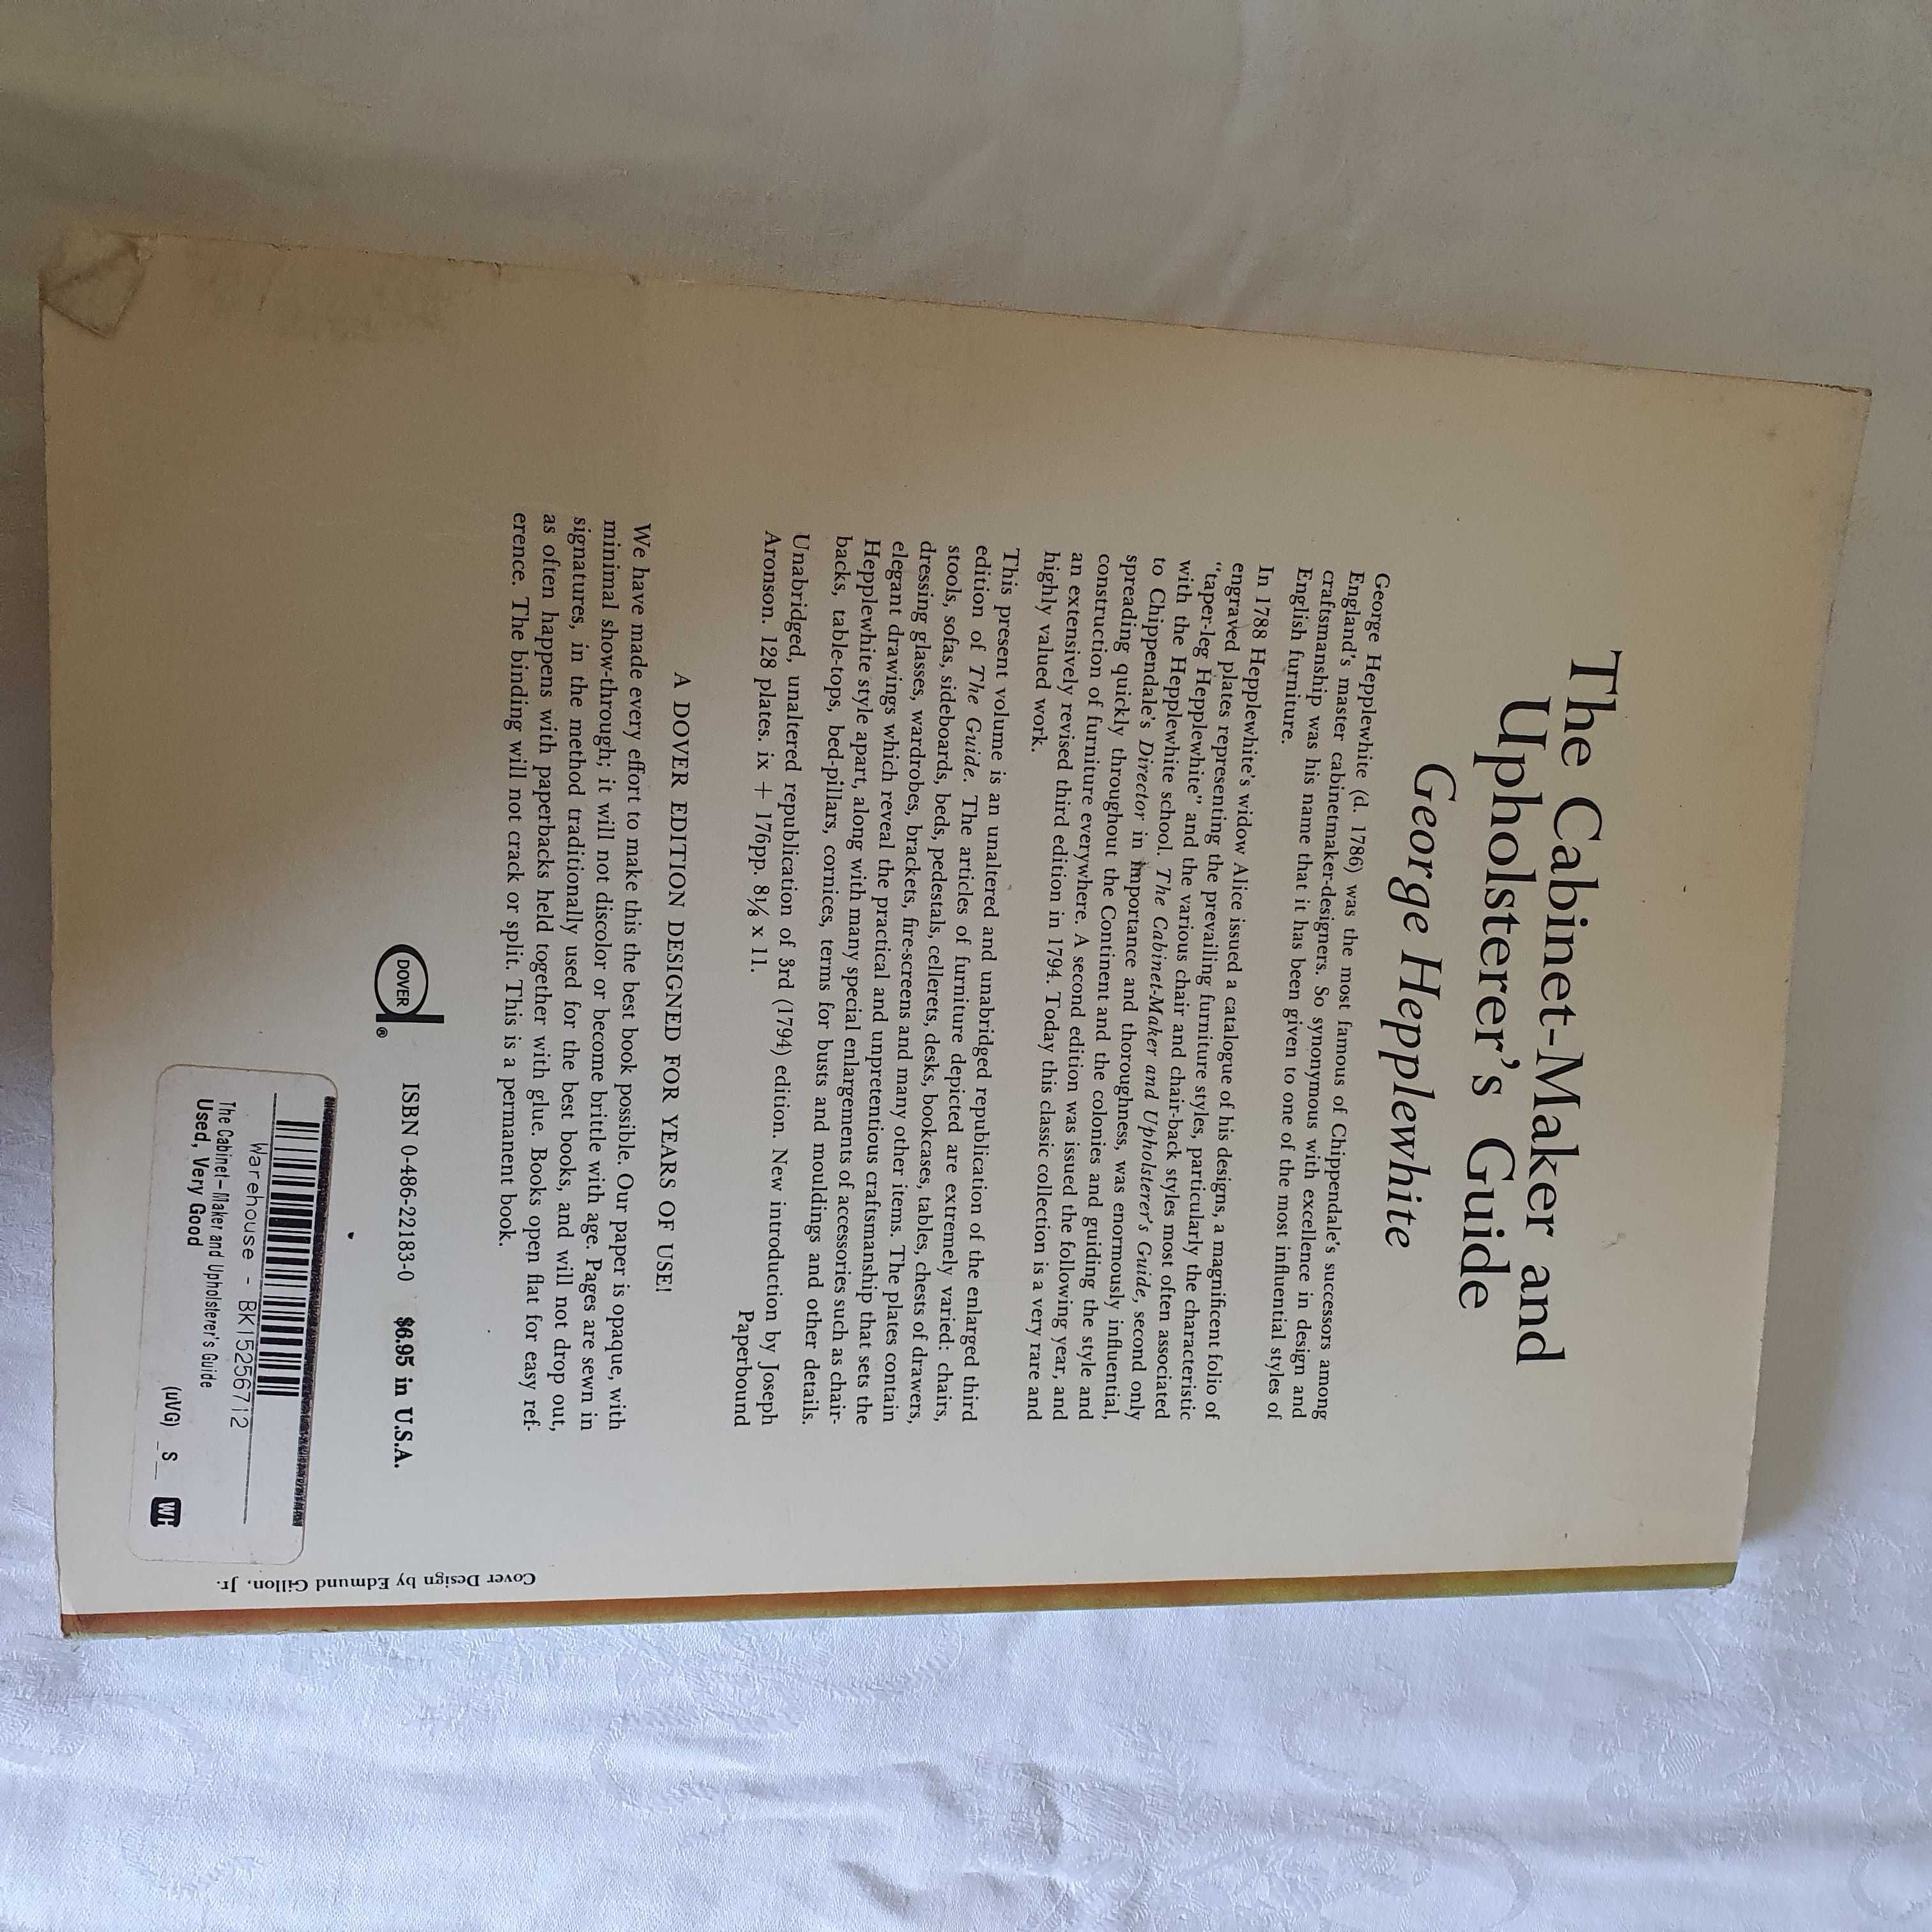 The Cabinet-Maker and
Upholsterer's Guide
George Hepplewhite
George Hepplewhite (d. 1786) was the most famous of Chippendale's successors among
England's master cabinetmaker-designers. So synonymous with excellence in design and
craftsmanship was his name that it has been given to one of the most influential styles of
English furniture.
In 1788 Hepplewhite's widow Alice issued a catalogue of his designs, a magnificent folio of
engraved plates representing the prevailing furniture styles, particularly the characteristic
"taper-leg Hepplewhite" and the various chair and chair-back styles most often associated
with the Hepplewhite school. The Cabinet-Maker and Upholsterer's Guide, second only
to Chippendale's Director in importance and thoroughness, was enormously influential,
spreading quickly throughout the Continent and the colonies and guiding the style and
construction of furniture everywhere. A second edition was issued the following year, and
an extensively revised third edition in 1794. Today this classic collection is a very rare and
highly valued work.
This present volume is an unaltered and unabridged republication of the enlarged third
edition of The Guide. The articles of furniture depicted are extremely varied: chairs,
stools, sofas, sideboards, beds, pedestals, cellerets, desks, bookcases, tables, chests of drawers,
dressing glasses, wardrobes, brackets, fire-screens and many other items. The plates contain
elegant drawings which reveal the practical and unpretentious craftsmanship that sets the
Hepplewhite style apart, along with many special enlargements of accessories such as chair-
backs, table-tops, bed-pillars, cornices, terms for busts and mouldings and other details.
Unabridged, unaltered republication of 3rd (1794) edition. New introduction by Joseph
Aronson. 128 plates. ix + 176pp. 8⅛ x 11. Paperbound
A DOVER EDITION DESIGNED FOR YEARS OF USE!
We have made every effort to make this the best book possible. Our paper is opaque, with
minimal show-through; it will not discolor or become brittle with age. Pages are sewn in
signatures, in the method traditionally used for the best books, and will not drop out,
as often happens with paperbacks held together with glue. Books open flat for easy ref-
erence. The binding will not crack or split. This is a permanent book.
DOVER ®
ISBN 0-486-22183-0 $6.95 in U.S.A.
Warehouse - BK15256712
The Cabinet-Maker and Upholsterer's Guide
Used, Very Good
(uVG) _S_ WH
Cover Design by Edmund Gillon, Jr.